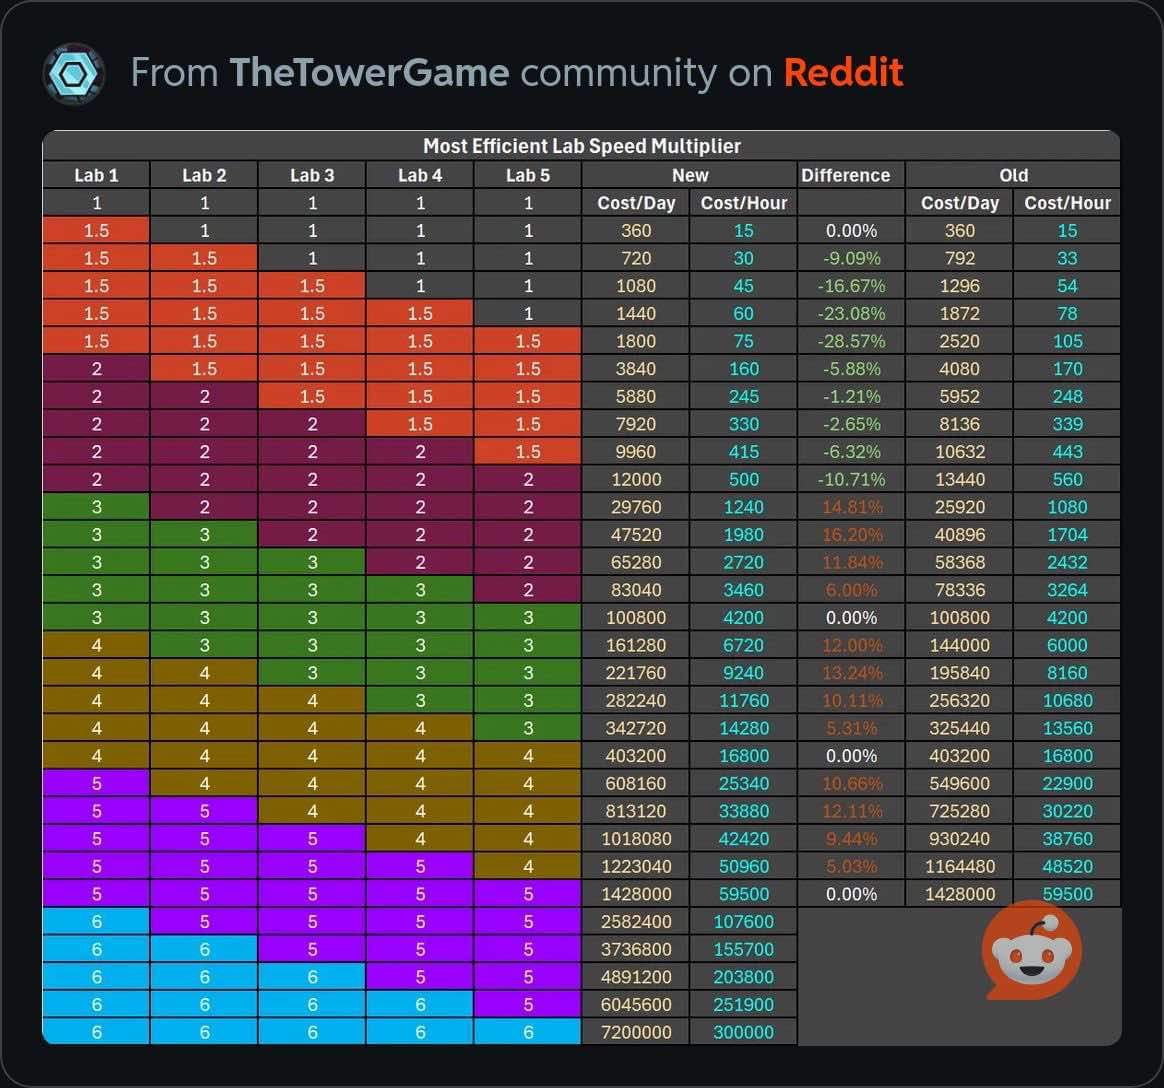 From TheTowerGame community on Reddit
Most Efficient Lab Speed Multiplier
Lab 1 Lab 2 Lab 3 Lab 4 Lab 5 New Difference Old
1 1 1 1 1 Cost/Day Cost/Hour Cost/Day Cost/Hour
1.5 1 1 1 1 360 15 0.00% 360 15
1.5 1.5 1 1 1 720 30 -9.09% 792 33
1.5 1.5 1.5 1 1 1080 45 -16.67% 1296 54
1.5 1.5 1.5 1.5 1 1440 60 -23.08% 1872 78
1.5 1.5 1.5 1.5 1.5 1800 75 -28.57% 2520 105
2 1.5 1.5 1.5 1.5 3840 160 -5.88% 4080 170
2 2 1.5 1.5 1.5 5880 245 -1.21% 5952 248
2 2 2 1.5 1.5 7920 330 -2.65% 8136 339
2 2 2 2 1.5 9960 415 -6.32% 10632 443
2 2 2 2 2 12000 500 -10.71% 13440 560
3 2 2 2 2 29760 1240 14.81% 25920 1080
3 3 2 2 2 47520 1980 16.20% 40896 1704
3 3 3 2 2 65280 2720 11.84% 58368 2432
3 3 3 3 2 83040 3460 6.00% 78336 3264
3 3 3 3 3 100800 4200 0.00% 100800 4200
4 3 3 3 3 161280 6720 12.00% 144000 6000
4 4 3 3 3 221760 9240 13.24% 195840 8160
4 4 4 3 3 282240 11760 10.11% 256320 10680
4 4 4 4 3 342720 14280 5.31% 325440 13560
4 4 4 4 4 403200 16800 0.00% 403200 16800
5 4 4 4 4 608160 25340 10.66% 549600 22900
5 5 4 4 4 813120 33880 12.11% 725280 30220
5 5 5 4 4 1018080 42420 9.44% 930240 38760
5 5 5 5 4 1223040 50960 5.03% 1164480 48520
5 5 5 5 5 1428000 59500 0.00% 1428000 59500
6 5 5 5 5 2582400 107600
6 6 5 5 5 3736800 155700
6 6 6 5 5 4891200 203800
6 6 6 6 5 6045600 251900
6 6 6 6 6 7200000 300000